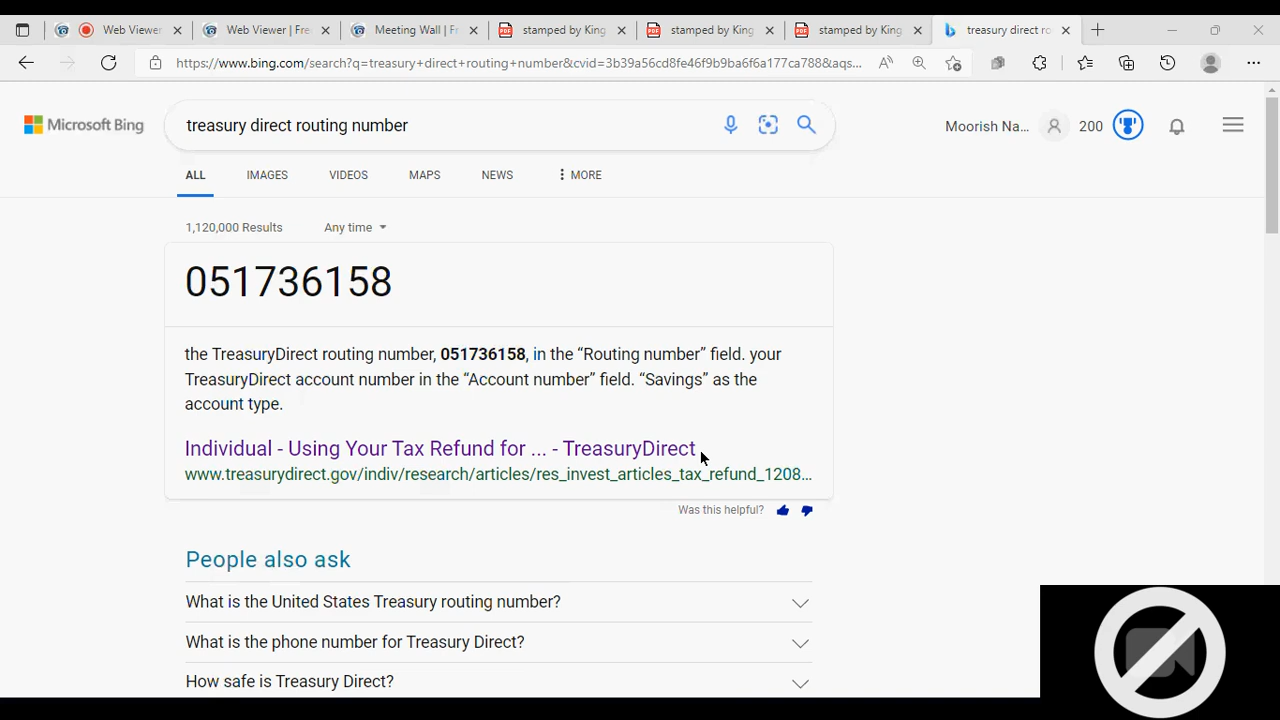 Web Viewer
Web Viewer | Fre
Meeting Wall | Fr
stamped by King
stamped by King
stamped by King
treasury direct ro
https://www.bing.com/search?q=treasury+direct+routing+number&cvid=3b39a56cd8fe46f9b9ba6f6a177ca788&aqs...
Microsoft Bing
treasury direct routing number
Moorish Na...
200
ALL
IMAGES
VIDEOS
MAPS
NEWS
MORE
1,120,000 Results
Any time
051736158
the TreasuryDirect routing number, 051736158, in the “Routing number” field. your
TreasuryDirect account number in the “Account number” field. “Savings” as the
account type.
Individual - Using Your Tax Refund for ... - TreasuryDirect
www.treasurydirect.gov/indiv/research/articles/res_invest_articles_tax_refund_1208...
Was this helpful?
People also ask
What is the United States Treasury routing number?
What is the phone number for Treasury Direct?
How safe is Treasury Direct?